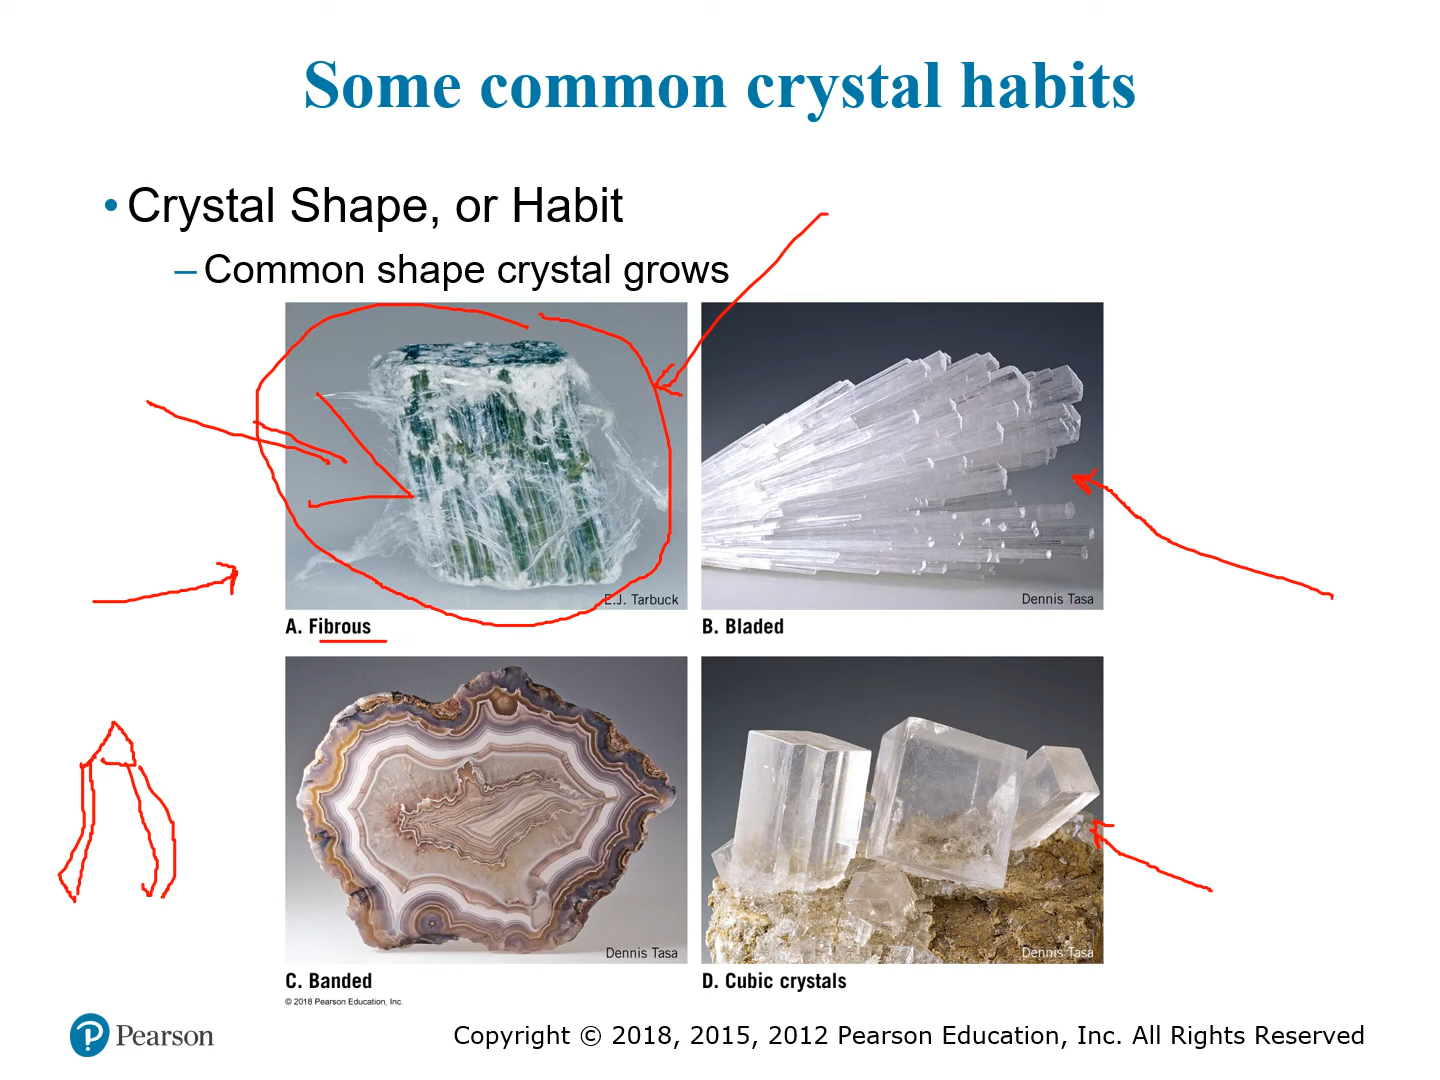 Some common crystal habits
• Crystal Shape, or Habit
– Common shape crystal grows
E.J. Tarbuck
Dennis Tasa
A. Fibrous
B. Bladed
Dennis Tasa
Dennis Tasa
C. Banded
D. Cubic crystals
© 2018 Pearson Education, Inc.
Pearson
Copyright © 2018, 2015, 2012 Pearson Education, Inc. All Rights Reserved